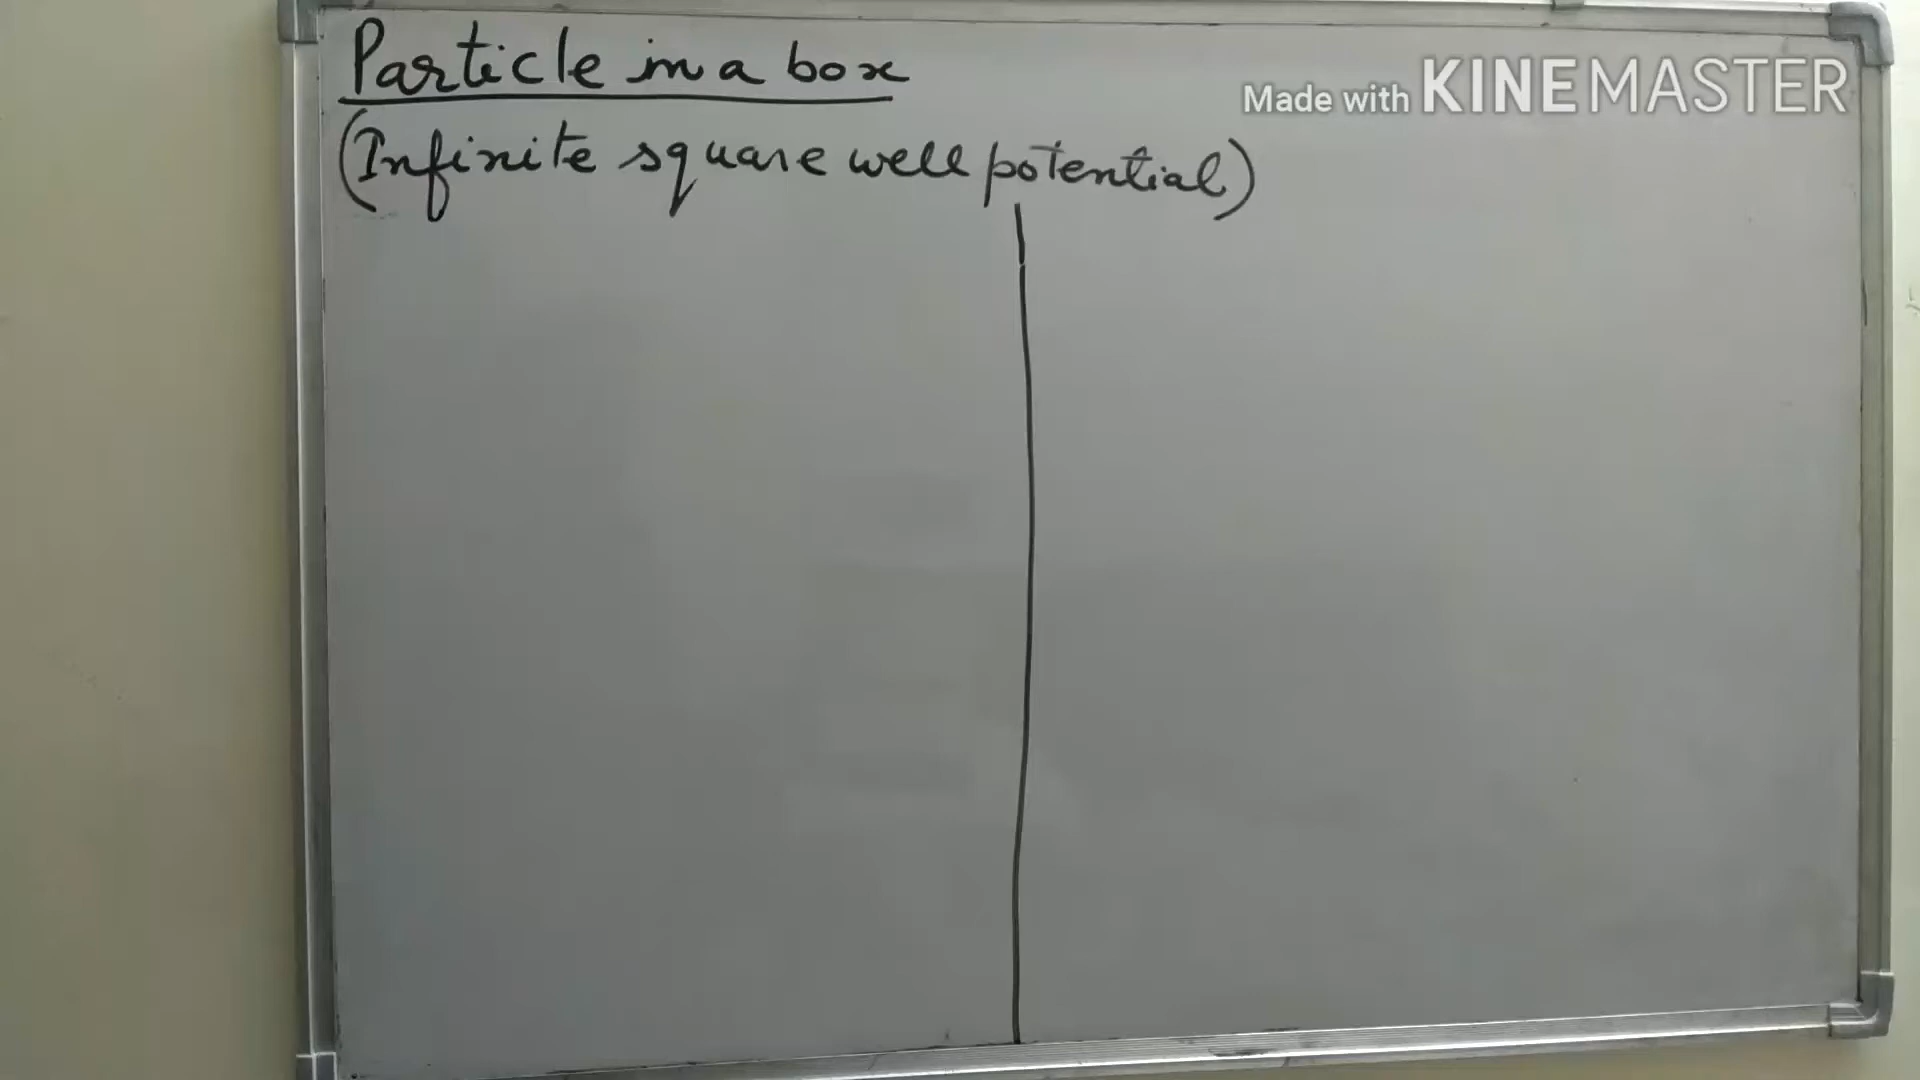 Particle in a box
Made with KINEMASTER
(Infinite square well potential)